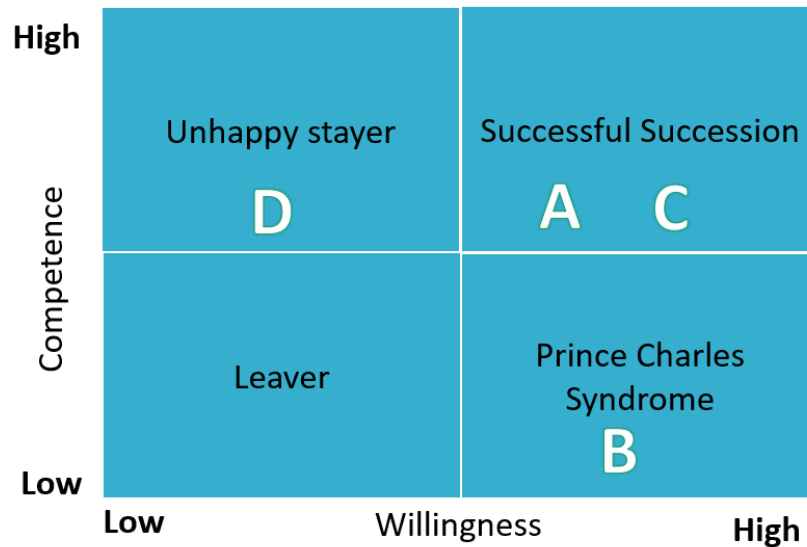 High
Unhappy stayer
Successful Succession
D
A
C
Competence
Leaver
Prince Charles
Syndrome
B
Low
Low
Willingness
High